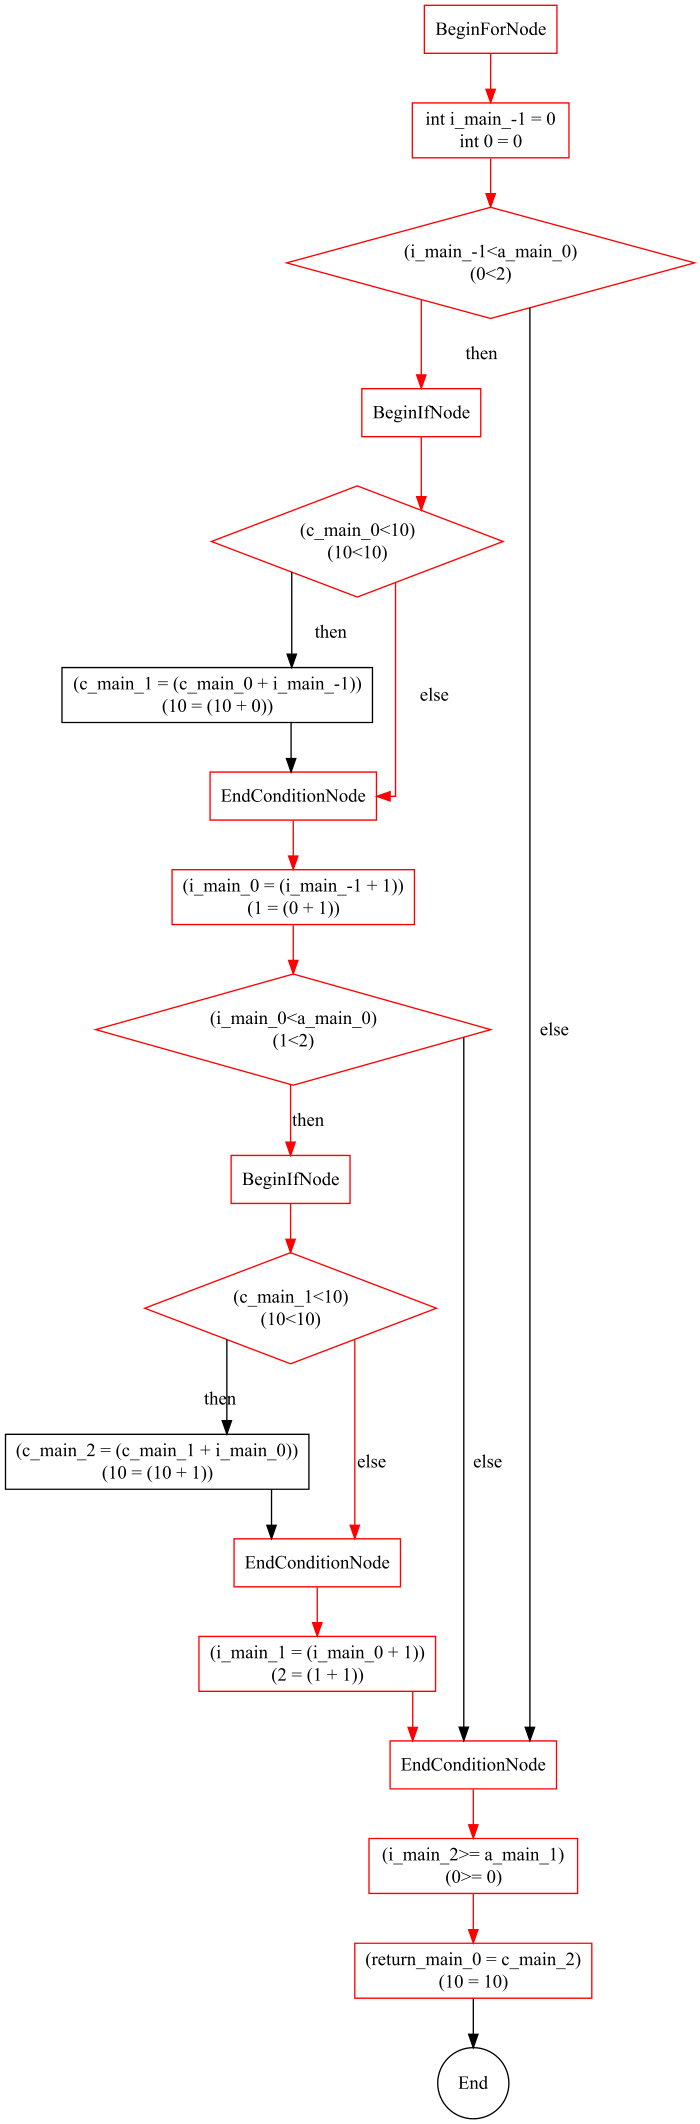 BeginForNode
int i_main_-1 = 0
int 0 = 0
(i_main_-1<a_main_0)
(0<2)
then
BeginIfNode
(c_main_0<10)
(10<10)
then
(c_main_1 = (c_main_0 + i_main_-1))
(10 = (10 + 0))
else
EndConditionNode
(i_main_0 = (i_main_-1 + 1))
(1 = (0 + 1))
(i_main_0<a_main_0)
(1<2)
else
then
BeginIfNode
(c_main_1<10)
(10<10)
then
(c_main_2 = (c_main_1 + i_main_0))
(10 = (10 + 1))
else
else
EndConditionNode
(i_main_1 = (i_main_0 + 1))
(2 = (1 + 1))
EndConditionNode
(i_main_2>= a_main_1)
(0>= 0)
(return_main_0 = c_main_2)
(10 = 10)
End